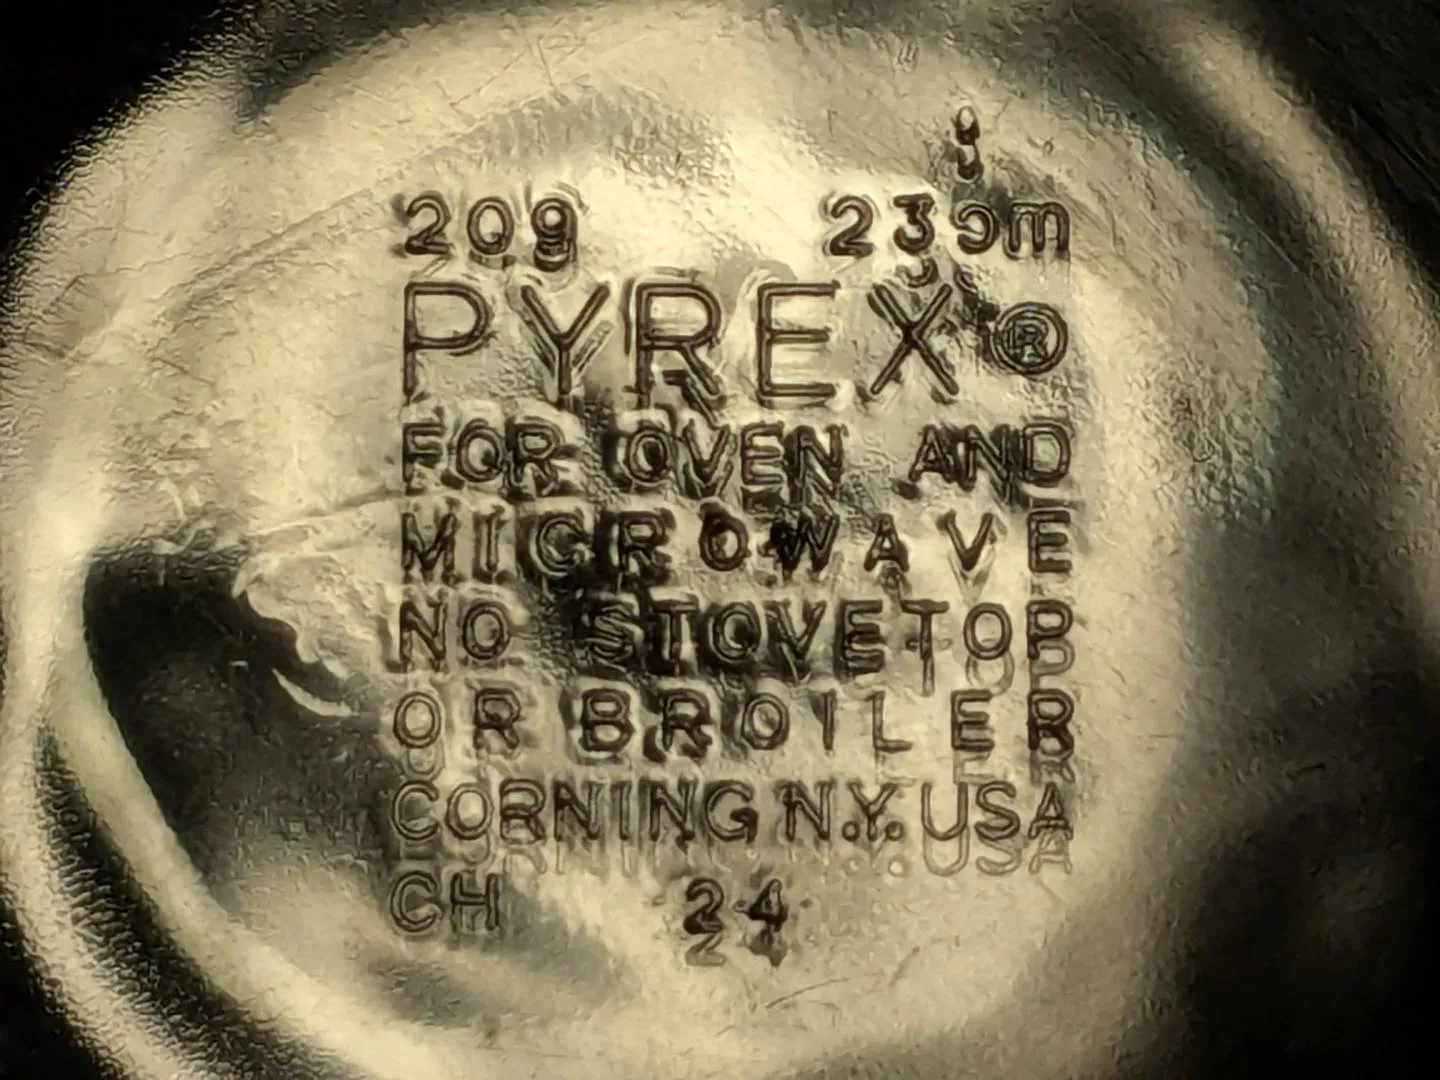 209 23cm
PYREX®
FOR OVEN AND
MICROWAVE
NO STOVETOP
OR BROILER
CORNING N.Y. USA
CH 24